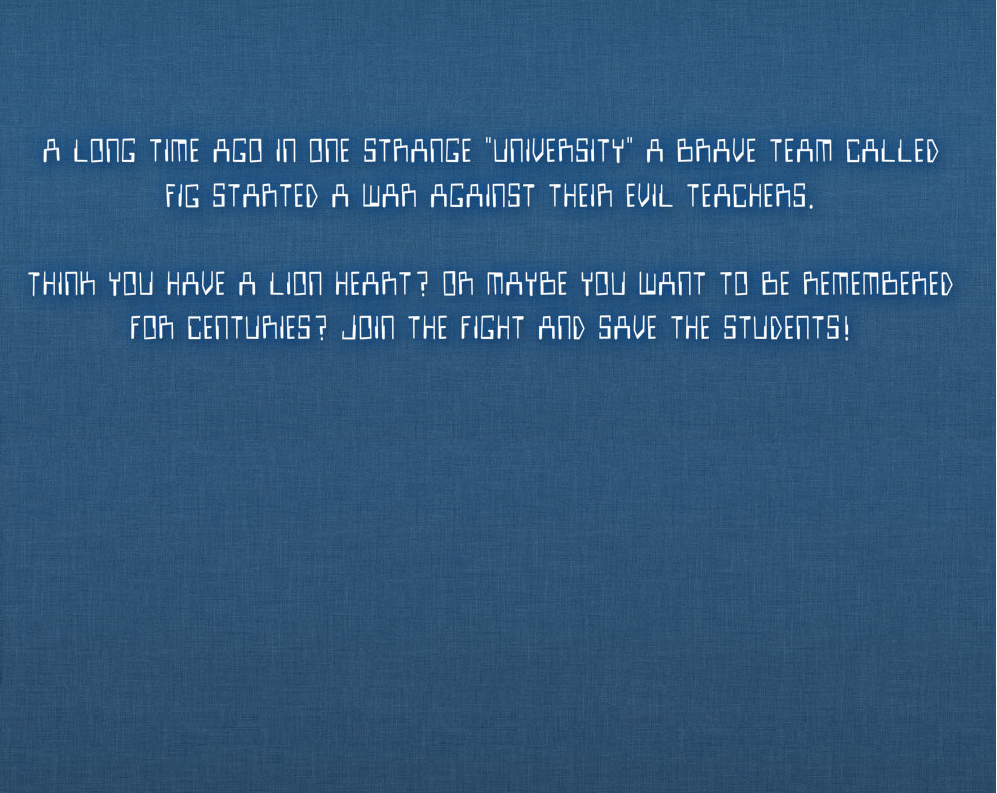 A LONG TIME AGO IN ONE STRANGE "UNIVERSITY" A BRAVE TEAM CALLED
FIG STARTED A WAR AGAINST THEIR EVIL TEACHERS.
THINK YOU HAVE A LION HEART? OR MAYBE YOU WANT TO BE REMEMBERED
FOR CENTURIES? JOIN THE FIGHT AND SAVE THE STUDENTS!